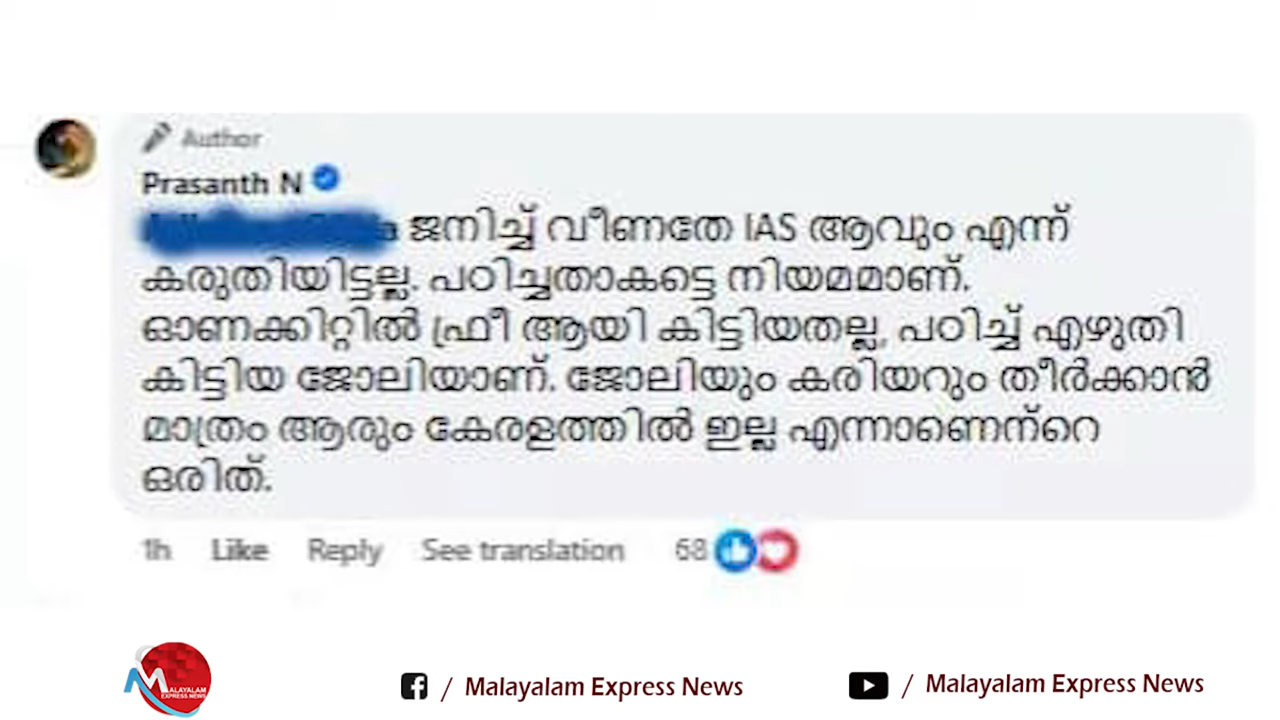 Author
Prasanth N
ജനിച്ച് വീണതേ IAS ആവും എന്ന്
കരുതിയിട്ടല്ല. പഠിച്ചതാകട്ടെ നിയമമാണ്.
ഓണക്കിറ്റിൽ ഫ്രീ ആയി കിട്ടിയതല്ല, പഠിച്ച് എഴുതി
കിട്ടിയ ജോലിയാണ്. ജോലിയും കരിയറും തീർക്കാൻ
മാത്രം ആരും കേരളത്തിൽ ഇല്ല എന്നാണെന്റെ
ഒരിത്.
1h Like Reply See translation 68
MALAYALAM
EXPRESS NEWS
/ Malayalam Express News
/ Malayalam Express News